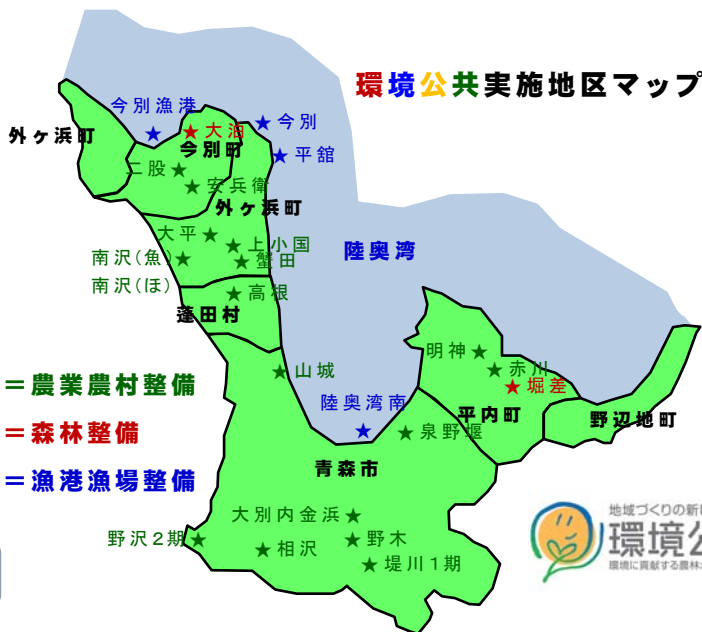 環境公共実施地区マップ
今別漁港
大泊
今別
外ヶ浜町
今別町
平舘
二股
安兵衛
外ヶ浜町
大平
上小国
陸奥湾
南沢(魚)
蟹田
南沢(ほ)
高根
蓬田村
明神
山城
赤川
＝農業農村整備
堀差
陸奥湾南
平内町
野辺地町
＝森林整備
泉野堰
青森市
＝漁港漁場整備
大別内金浜
地域づくりの新し
野沢２期
野木
環境公
相沢
環境に貢献する農林
堤川１期